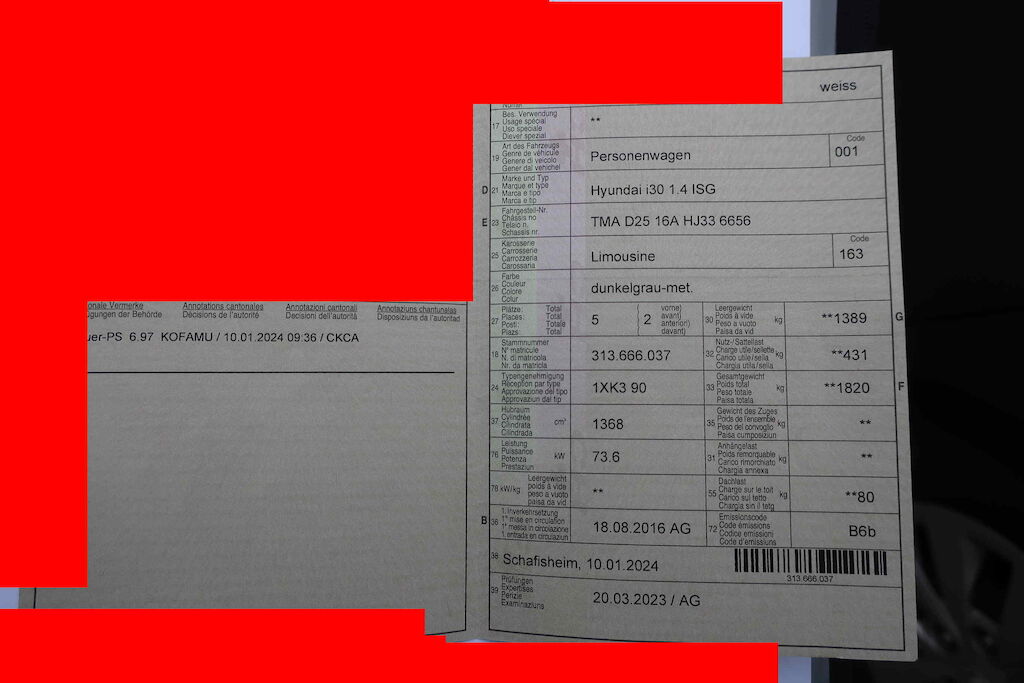 onale Vermerke Annotations cantonales Annotazioni cantonali Annotaziuns chantunalas
ügungen der Behörde Décisions de l'autorité Decisioni dell'autorità Disposiziuns da l'autoritad
uer-PS 6.97 KOFAMU / 10.01.2024 09:36 / CKCA
weiss
17 Bes. Verwendung
Usage spécial
Uso speciale
Diever spezial
**
19 Art des Fahrzeugs
Genre de véhicule
Genere di veicolo
Gener dal vehichel
Personenwagen
Code
001
D 21 Marke und Typ
Marque et type
Marca e tipo
Marca e tip
Hyundai i30 1.4 ISG
E 23 Fahrgestell-Nr.
Châssis no
Telaio n.
Schassis nr.
TMA D25 16A HJ33 6656
25 Karosserie
Carrosserie
Carrozzeria
Carossaria
Limousine
Code
163
26 Farbe
Couleur
Colore
Colur
dunkelgrau-met.
27 Plätze: Total
Places: Total
Posti: Totale
Plazs: Total
5
2
vorne)
avant)
anteriori)
davant)
30 Leergewicht
Poids à vide
Peso a vuoto
Paisa da vid
kg
**1389 G
18 Stammnummer
N° matricule
N. di matricola
Nr. da matricla
313.666.037
32 Nutz-/Sattellast
Charge utile/sellette
Carico utile/sella
Chargia utila/sella
kg
**431
24 Typengenehmigung
Réception par type
Approvazione del tipo
Approvaziun dal tip
1XK3 90
33 Gesamtgewicht
Poids total
Peso totale
Paisa totala
kg
**1820 F
37 Hubraum
Cylindrée
Cilindrata
Cilindrada
cm³
1368
35 Gewicht des Zuges
Poids de l'ensemble
Peso del convoglio
Paisa cumposiziun
kg
**
76 Leistung
Puissance
Potenza
Prestaziun
kW
73.6
31 Anhängelast
Poids remorquable
Carico rimorchiato
Chargia annexa
kg
**
78 kW/kg Leergewicht
poids à vide
peso a vuoto
paisa da vid
**
55 Dachlast
Charge sur le toit
Carico sul tetto
Chargia sin il tetg
kg
**80
B 36 1. Inverkehrsetzung
1re mise en circulation
1a messa in circolazione
1. entrada en circulaziun
18.08.2016 AG
72 Emissionscode
Code émissions
Codice emissioni
Code d'emissiuns
B6b
38 Schafisheim, 10.01.2024
313.666.037
39 Prüfungen
Expertises
Perizie
Examinaziuns
20.03.2023 / AG